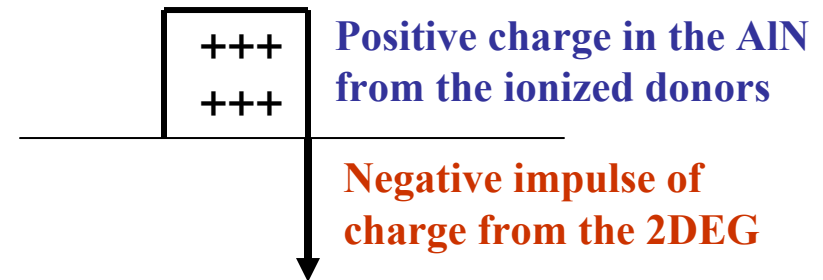 +++ Positive charge in the AlN
+++ from the ionized donors
Negative impulse of
charge from the 2DEG